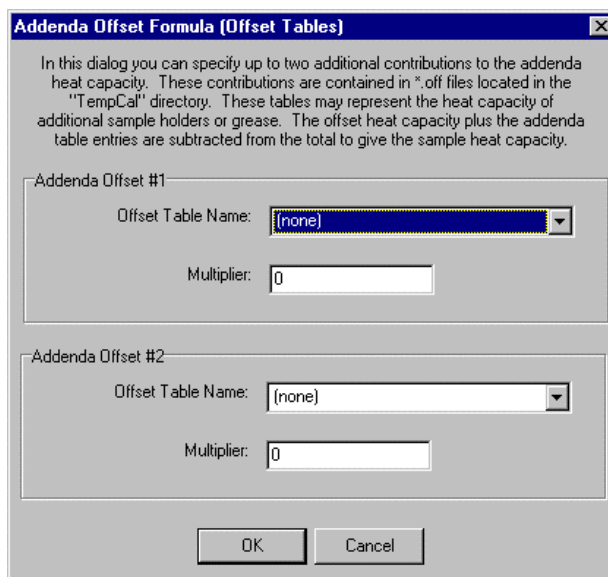 Addenda Offset Formula (Offset Tables)
In this dialog you can specify up to two additional contributions to the addenda
heat capacity.  These contributions are contained in *.off files located in the
"TempCal" directory.  These tables may represent the heat capacity of
additional sample holders or grease.  The offset heat capacity plus the addenda
table entries are subtracted from the total to give the sample heat capacity.
Addenda Offset #1
Offset Table Name: (none)
Multiplier: 0
Addenda Offset #2
Offset Table Name: (none)
Multiplier: 0
OK Cancel